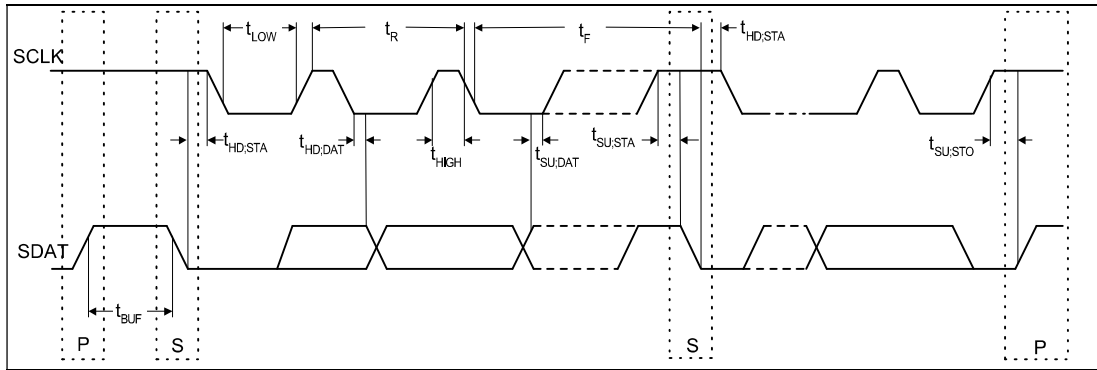 t_LOW t_R t_F t_HD;STA
SCLK
t_HD;STA t_HD;DAT t_HIGH t_SU;DAT t_SU;STA t_SU;STO
SDAT
t_BUF
P S S P